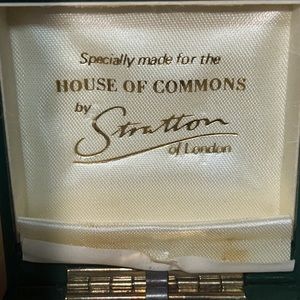 Specially made for the
HOUSE OF COMMONS
by
Stratton
of London